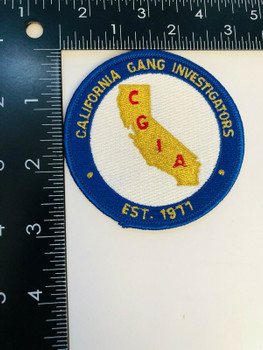 1 2 3 4
CALIFORNIA GANG INVESTIGATORS
C
G
I
A
EST. 1977
1
2
3
4
5